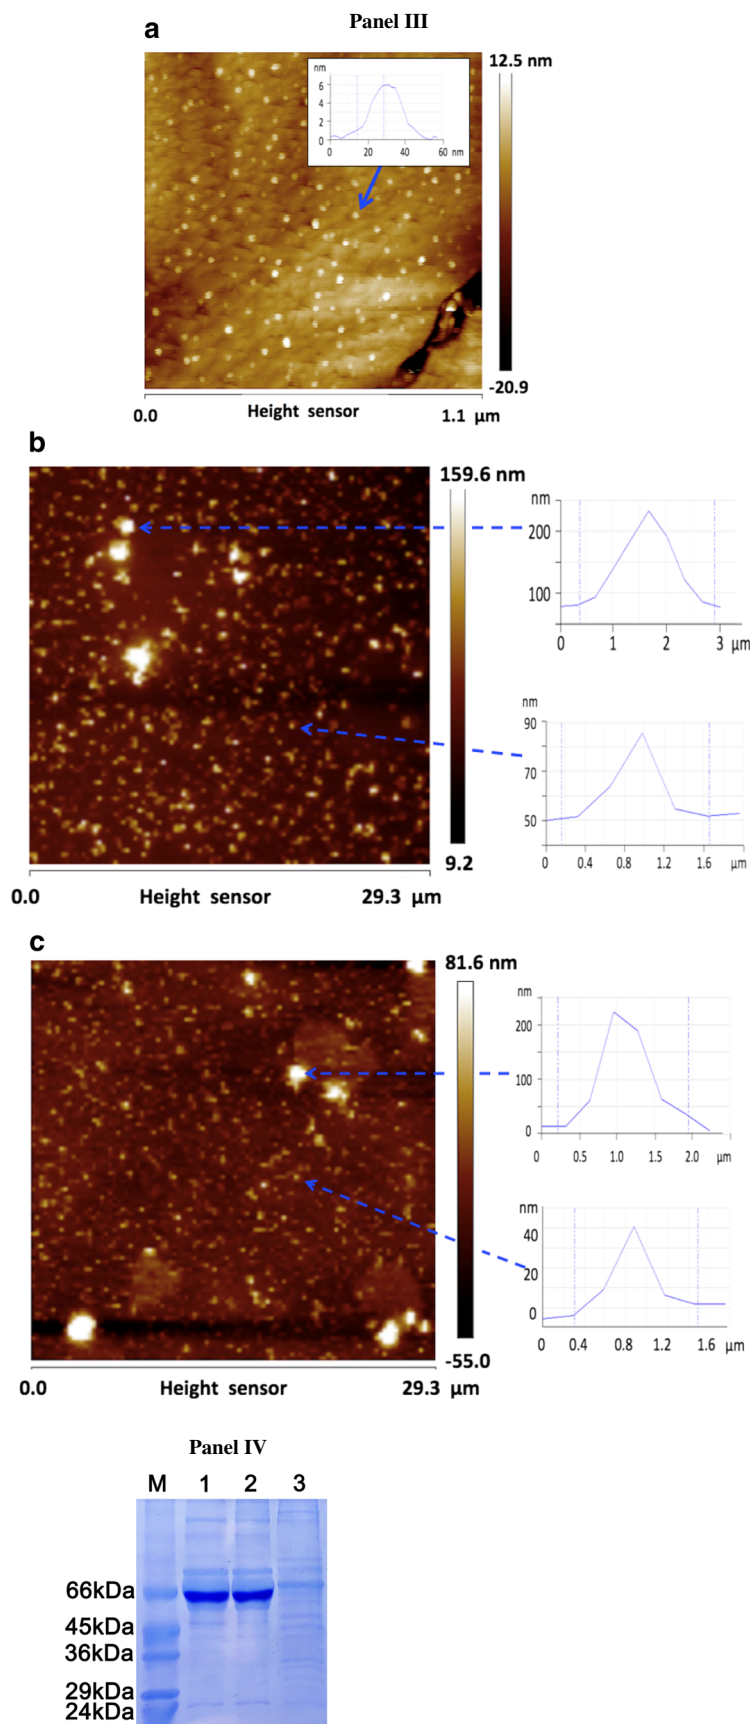 Panel III
a
12.5 nm
nm
6
4
2
0
0 20 40 60 nm
-20.9
0.0 Height sensor 1.1 µm
b
159.6 nm
nm
200
100
0 1 2 3 µm
nm
90
70
50
0 0.4 0.8 1.2 1.6 µm
9.2
0.0 Height sensor 29.3 µm
c
81.6 nm
nm
200
100
0
0 0.5 1.0 1.5 2.0 µm
nm
40
20
0
0 0.4 0.8 1.2 1.6 µm
-55.0
0.0 Height sensor 29.3 µm
Panel IV
M 1 2 3
66kDa
45kDa
36kDa
29kDa
24kDa